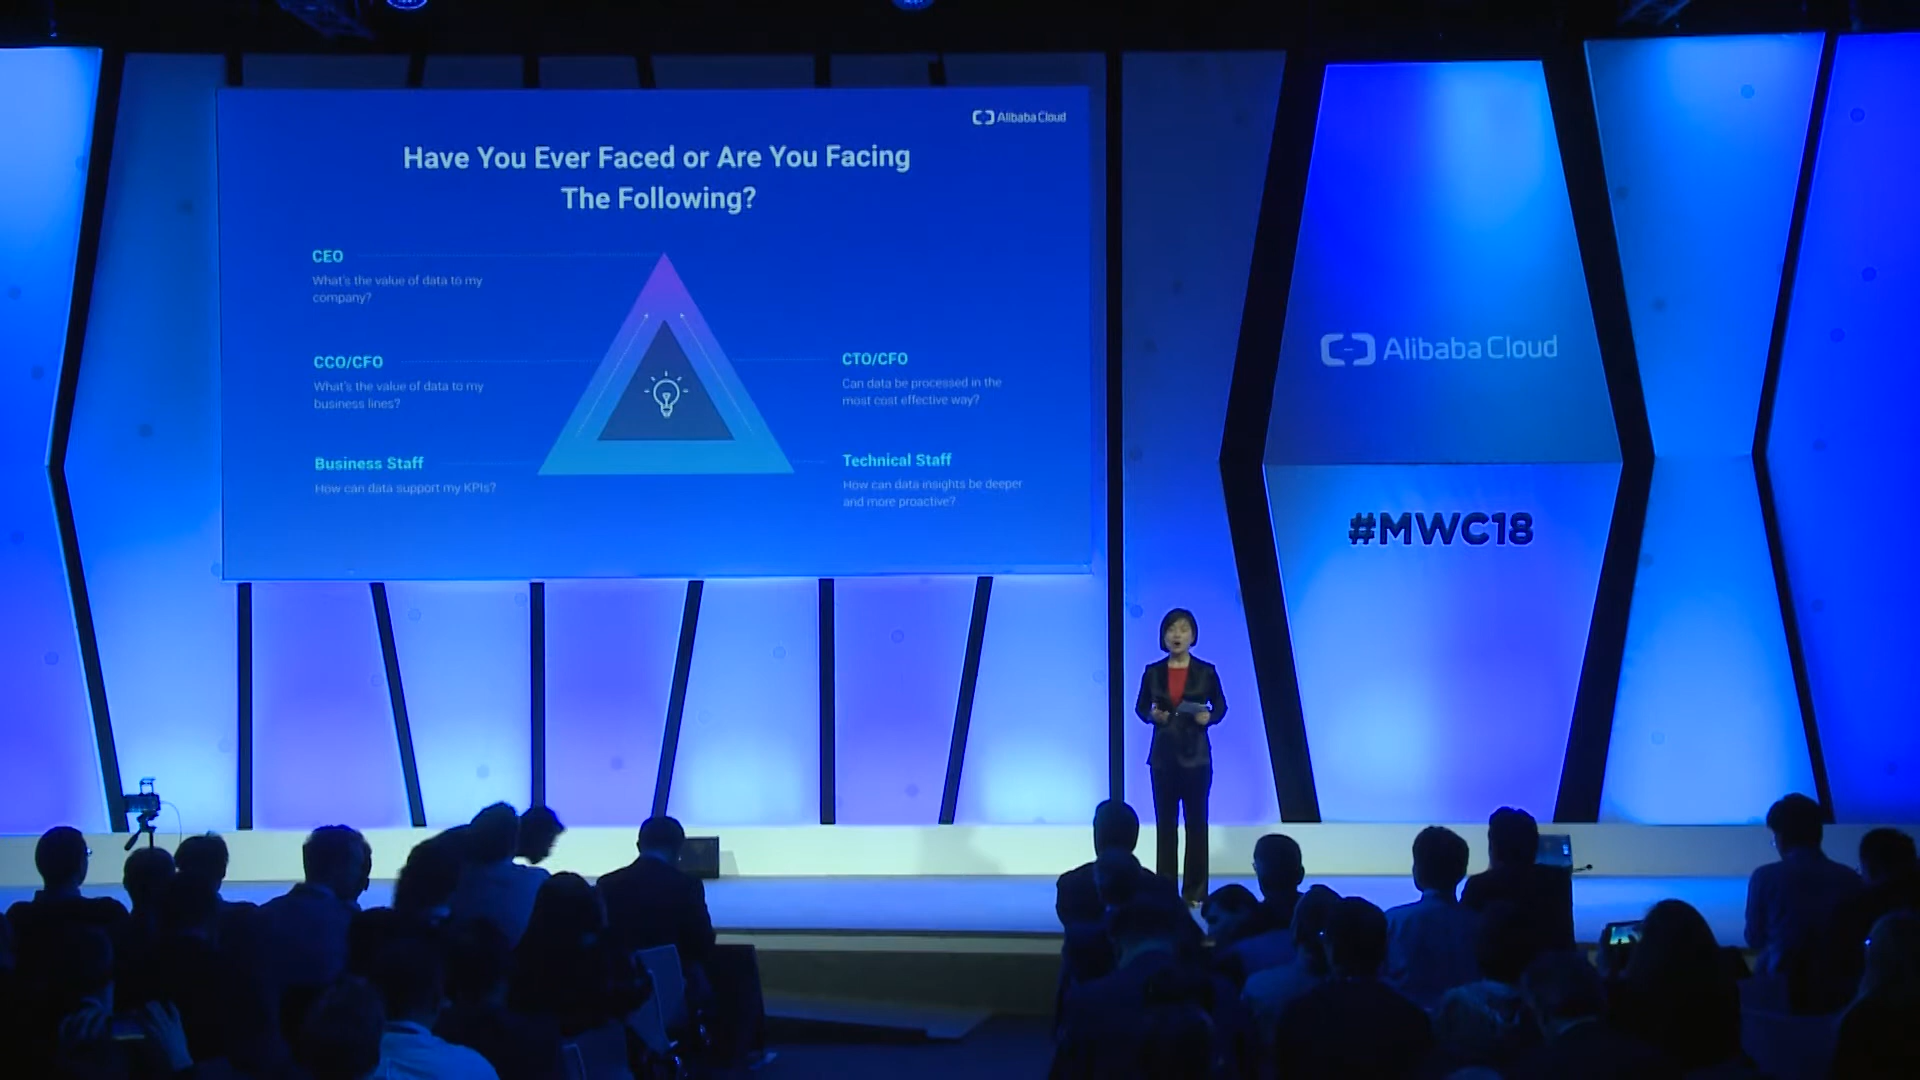 Alibaba Cloud
Have You Ever Faced or Are You Facing
The Following?
CEO
What's the value of data to my
company?
CCO/CFO
What's the value of data to my
business lines?
Business Staff
How can data support my KPIs?
CTO/CFO
Can data be processed in the
most cost effective way?
Technical Staff
How can data insights be deeper
and more proactive?
Alibaba Cloud
#MWC18